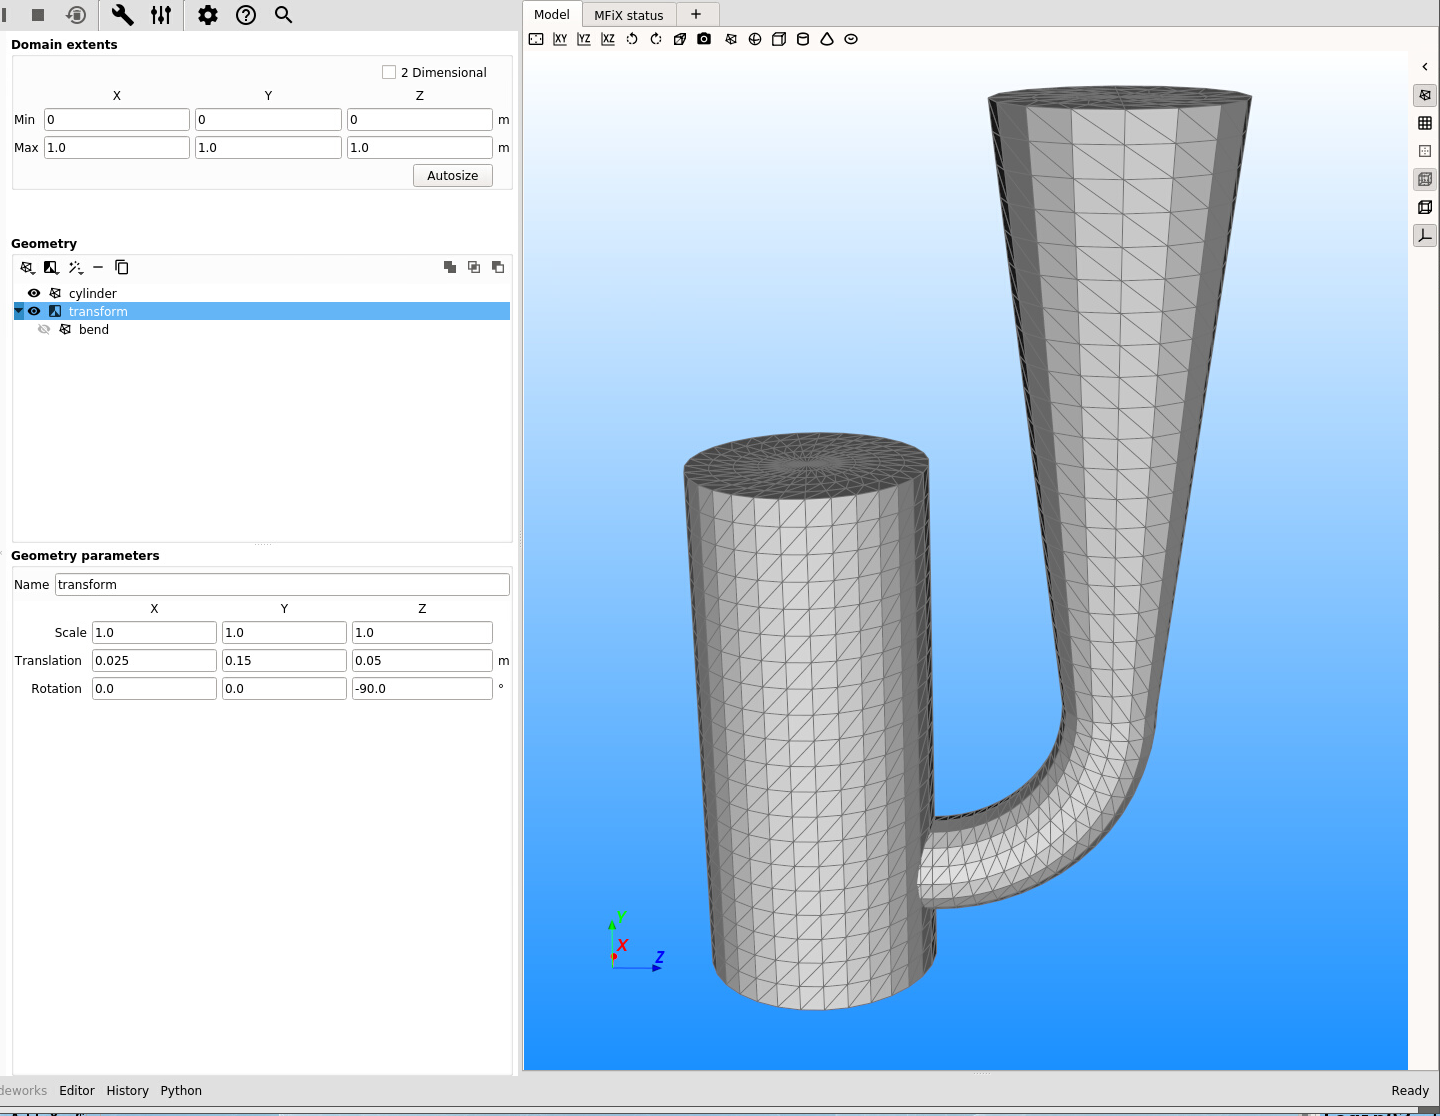 Model
MFiX status
+
XY
YZ
XZ
Domain extents
2 Dimensional
X Y Z
Min 0 0 0 m
Max 1.0 1.0 1.0 m
Autosize
Geometry
cylinder
transform
bend
Geometry parameters
Name transform
X Y Z
Scale 1.0 1.0 1.0
Translation 0.025 0.15 0.05 m
Rotation 0.0 0.0 -90.0 °
Y
X
Z
deworks Editor History Python
Ready